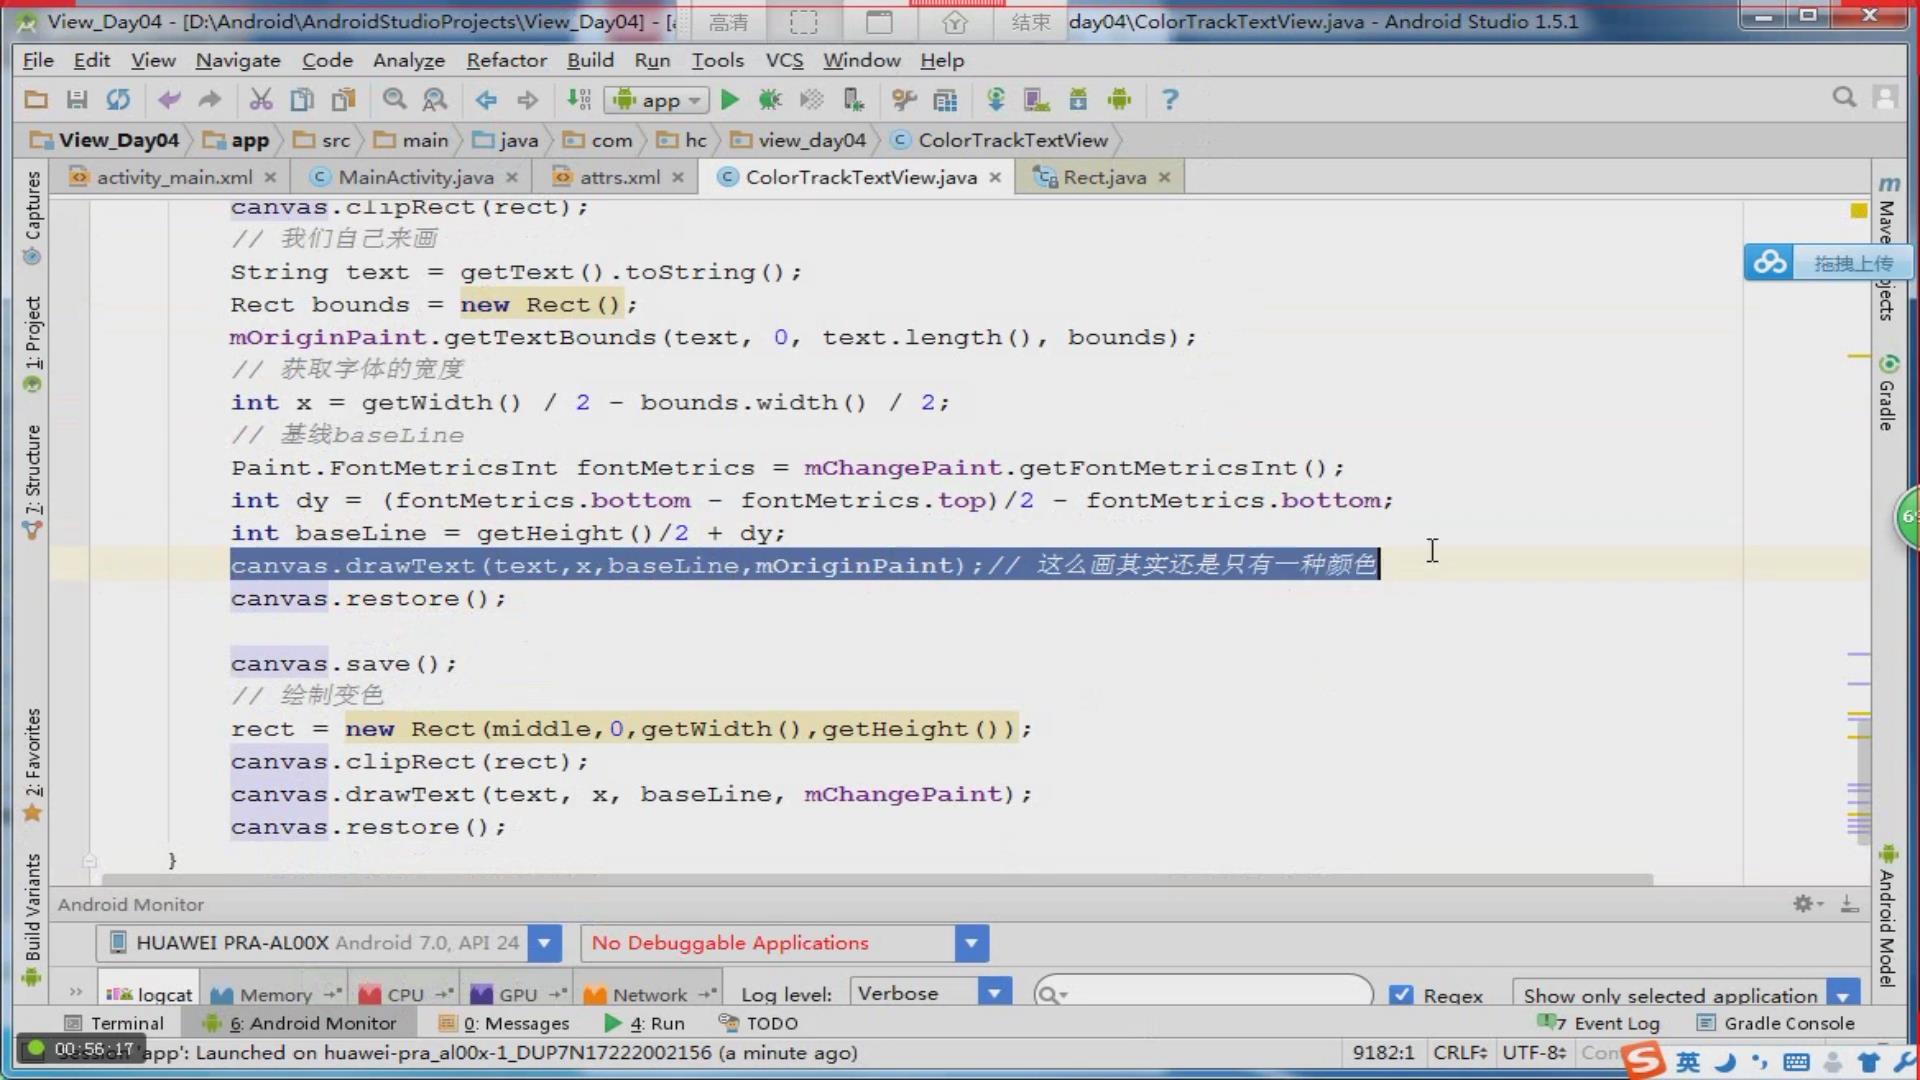 View_Day04 - [D:\Android\AndroidStudioProjects\View_Day04] - [
高清
结束
day04\ColorTrackTextView.java - Android Studio 1.5.1
File Edit View Navigate Code Analyze Refactor Build Run Tools VCS Window Help
app
View_Day04 app src main java com hc view_day04 ColorTrackTextView
activity_main.xml MainActivity.java attrs.xml ColorTrackTextView.java Rect.java
canvas.clipRect(rect);
// 我们自己来画
String text = getText().toString();
Rect bounds = new Rect();
mOriginPaint.getTextBounds(text, 0, text.length(), bounds);
// 获取字体的宽度
int x = getWidth() / 2 - bounds.width() / 2;
// 基线baseLine
Paint.FontMetricsInt fontMetrics = mChangePaint.getFontMetricsInt();
int dy = (fontMetrics.bottom - fontMetrics.top)/2 - fontMetrics.bottom;
int baseLine = getHeight()/2 + dy;
canvas.drawText(text,x,baseLine,mOriginPaint);// 这么画其实还是只有一种颜色
canvas.restore();
canvas.save();
// 绘制变色
rect = new Rect(middle,0,getWidth(),getHeight());
canvas.clipRect(rect);
canvas.drawText(text, x, baseLine, mChangePaint);
canvas.restore();
}
Captures
1: Project
7: Structure
2: Favorites
Build Variants
m
拖拽上传
Gradle
Android Model
Android Monitor
HUAWEI PRA-AL00X Android 7.0, API 24
No Debuggable Applications
logcat Memory CPU GPU Network Log level: Verbose Regex Show only selected application
Terminal 6: Android Monitor 0: Messages 4: Run TODO 7 Event Log Gradle Console
00:56:17
'app': Launched on huawei-pra_al00x-1_DUP7N17222002156 (a minute ago)
9182:1 CRLF UTF-8
英